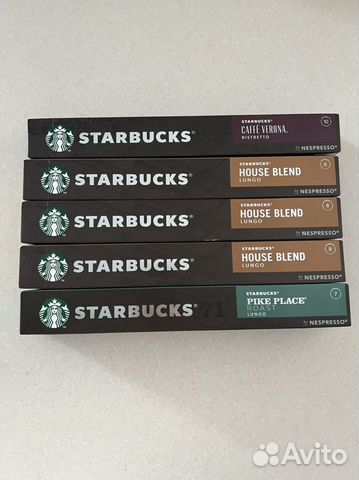 STARBUCKS®
STARBUCKS®
CAFFÈ VERONA®
RISTRETTO
10
by NESPRESSO®
STARBUCKS®
STARBUCKS®
HOUSE BLEND
LUNGO
8
by NESPRESSO®
STARBUCKS®
STARBUCKS®
HOUSE BLEND
LUNGO
8
by NESPRESSO®
STARBUCKS®
STARBUCKS®
HOUSE BLEND
LUNGO
8
by NESPRESSO®
STARBUCKS®
71
STARBUCKS®
PIKE PLACE®
ROAST
LUNGO
7
by NESPRESSO®
Avito